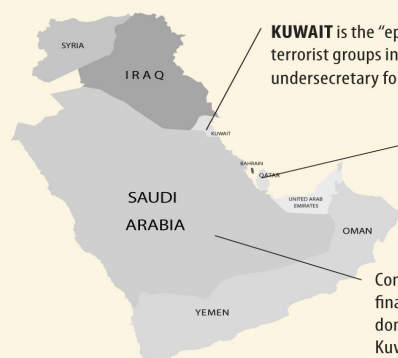 KUWAIT is the “ep
terrorist groups in
undersecretary fo
SYRIA
IRAQ
KUWAIT
BAHRAIN
QATAR
SAUDI
ARABIA
UNITED ARAB
EMIRATES
OMAN
YEMEN
Con
fina
don
Kuv